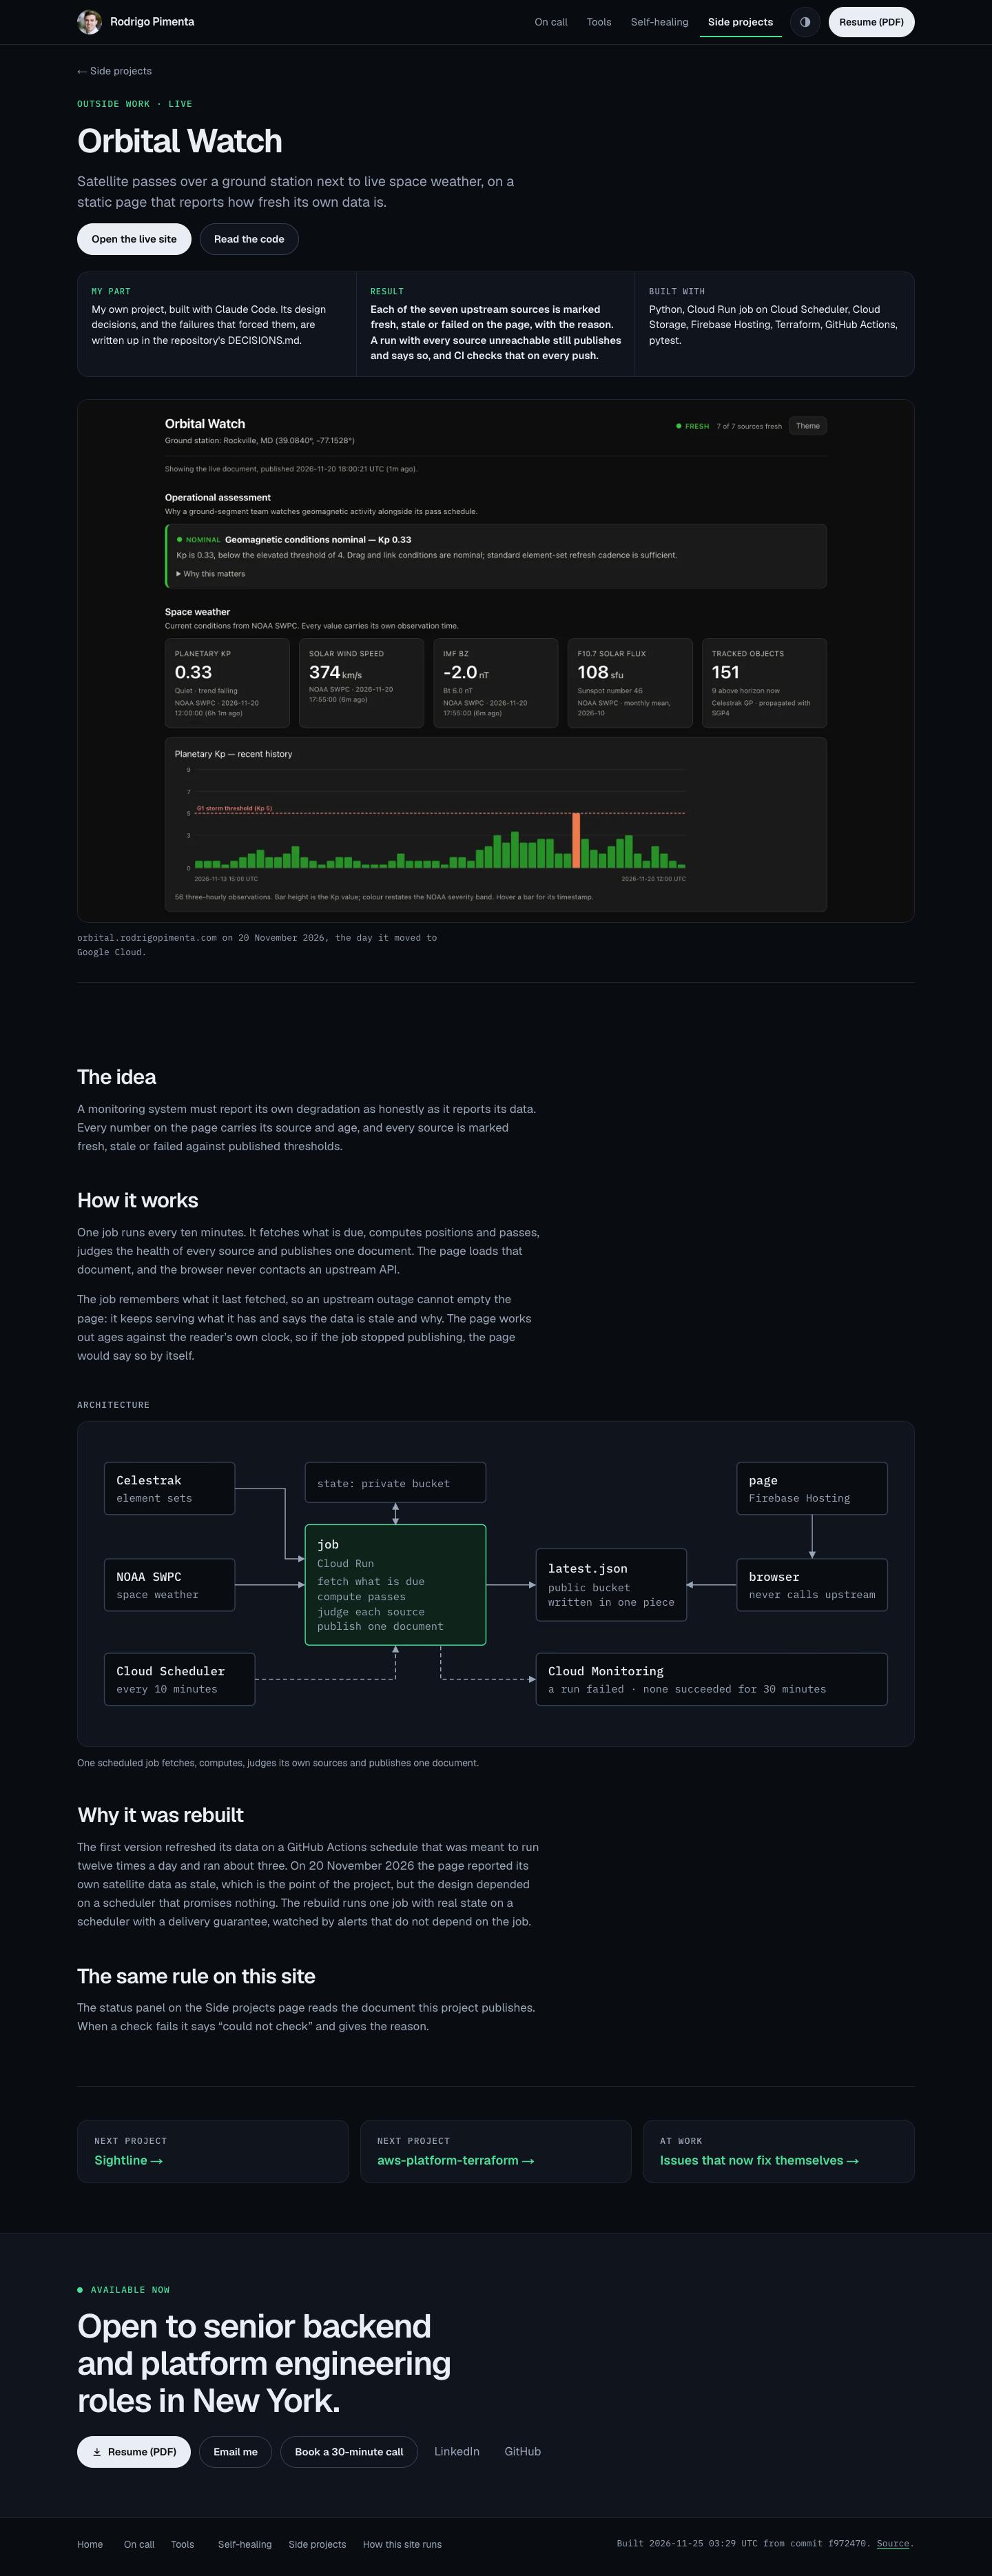 Rodrigo Pimenta
On call Tools Self-healing Side projects Resume (PDF)
← Side projects
OUTSIDE WORK · LIVE
Orbital Watch
Satellite passes over a ground station next to live space weather, on a
static page that reports how fresh its own data is.
Open the live site Read the code
MY PART
My own project, built with Claude Code. Its design
decisions, and the failures that forced them, are
written up in the repository's DECISIONS.md.
RESULT
Each of the seven upstream sources is marked
fresh, stale or failed on the page, with the reason.
A run with every source unreachable still publishes
and says so, and CI checks that on every push.
BUILT WITH
Python, Cloud Run job on Cloud Scheduler, Cloud
Storage, Firebase Hosting, Terraform, GitHub Actions,
pytest.
Orbital Watch
Ground station: Rockville, MD (39.0840°, -77.1528°)
FRESH 7 of 7 sources fresh Theme
Showing the live document, published 2026-11-20 18:00:21 UTC (1m ago).
Operational assessment
Why a ground-segment team watches geomagnetic activity alongside its pass schedule.
NOMINAL Geomagnetic conditions nominal — Kp 0.33
Kp is 0.33, below the elevated threshold of 4. Drag and link conditions are nominal; standard element-set refresh cadence is sufficient.
▶ Why this matters
Space weather
Current conditions from NOAA SWPC. Every value carries its own observation time.
PLANETARY KP
0.33
Quiet · trend falling
NOAA SWPC · 2026-11-20
12:00:00 (6h 1m ago)
SOLAR WIND SPEED
374 km/s
NOAA SWPC · 2026-11-20
17:55:00 (6m ago)
IMF BZ
-2.0 nT
Bt 6.0 nT
NOAA SWPC · 2026-11-20
17:55:00 (6m ago)
F10.7 SOLAR FLUX
108 sfu
Sunspot number 46
NOAA SWPC · monthly mean,
2026-10
TRACKED OBJECTS
151
9 above horizon now
Celestrak GP · propagated with
SGP4
Planetary Kp — recent history
9
7
G1 storm threshold (Kp 5)
5
3
0
2026-11-13 15:00 UTC 2026-11-20 12:00 UTC
56 three-hourly observations. Bar height is the Kp value; colour restates the NOAA severity band. Hover a bar for its timestamp.
orbital.rodrigopimenta.com on 20 November 2026, the day it moved to
Google Cloud.
The idea
A monitoring system must report its own degradation as honestly as it reports its data.
Every number on the page carries its source and age, and every source is marked
fresh, stale or failed against published thresholds.
How it works
One job runs every ten minutes. It fetches what is due, computes positions and passes,
judges the health of every source and publishes one document. The page loads that
document, and the browser never contacts an upstream API.
The job remembers what it last fetched, so an upstream outage cannot empty the
page: it keeps serving what it has and says the data is stale and why. The page works
out ages against the reader's own clock, so if the job stopped publishing, the page
would say so by itself.
ARCHITECTURE
Celestrak
element sets
NOAA SWPC
space weather
Cloud Scheduler
every 10 minutes
state: private bucket
job
Cloud Run
fetch what is due
compute passes
judge each source
publish one document
latest.json
public bucket
written in one piece
page
Firebase Hosting
browser
never calls upstream
Cloud Monitoring
a run failed · none succeeded for 30 minutes
One scheduled job fetches, computes, judges its own sources and publishes one document.
Why it was rebuilt
The first version refreshed its data on a GitHub Actions schedule that was meant to run
twelve times a day and ran about three. On 20 November 2026 the page reported its
own satellite data as stale, which is the point of the project, but the design depended
on a scheduler that promises nothing. The rebuild runs one job with real state on a
scheduler with a delivery guarantee, watched by alerts that do not depend on the job.
The same rule on this site
The status panel on the Side projects page reads the document this project publishes.
When a check fails it says “could not check” and gives the reason.
NEXT PROJECT
Sightline →
NEXT PROJECT
aws-platform-terraform →
AT WORK
Issues that now fix themselves →
AVAILABLE NOW
Open to senior backend
and platform engineering
roles in New York.
Resume (PDF) Email me Book a 30-minute call LinkedIn GitHub
Home On call Tools Self-healing Side projects How this site runs
Built 2026-11-25 03:29 UTC from commit f972470. Source.